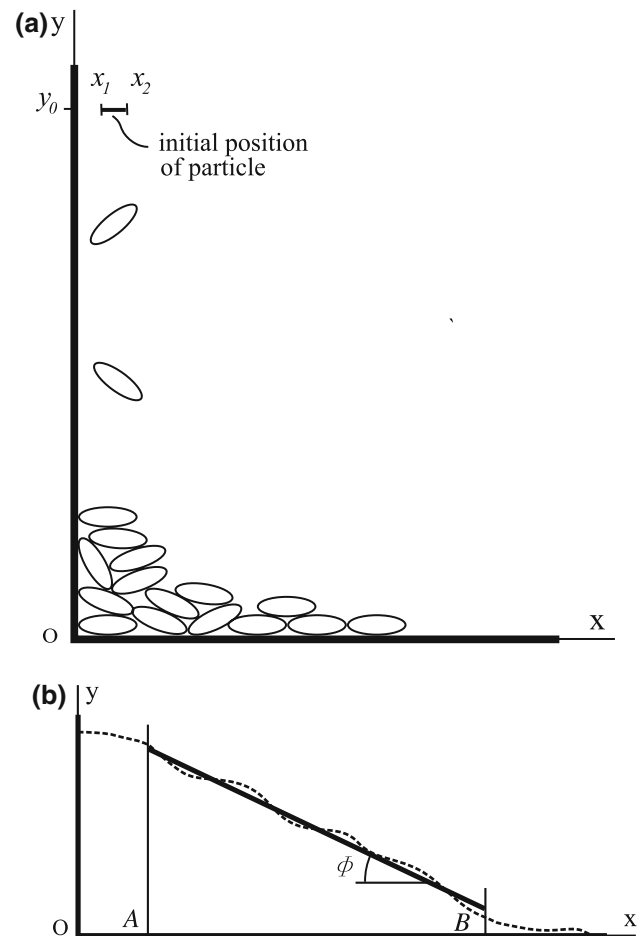 (a) y
x₁ x₂
y₀
initial position
of particle
O
x
(b) y
ϕ
O
A
B
x